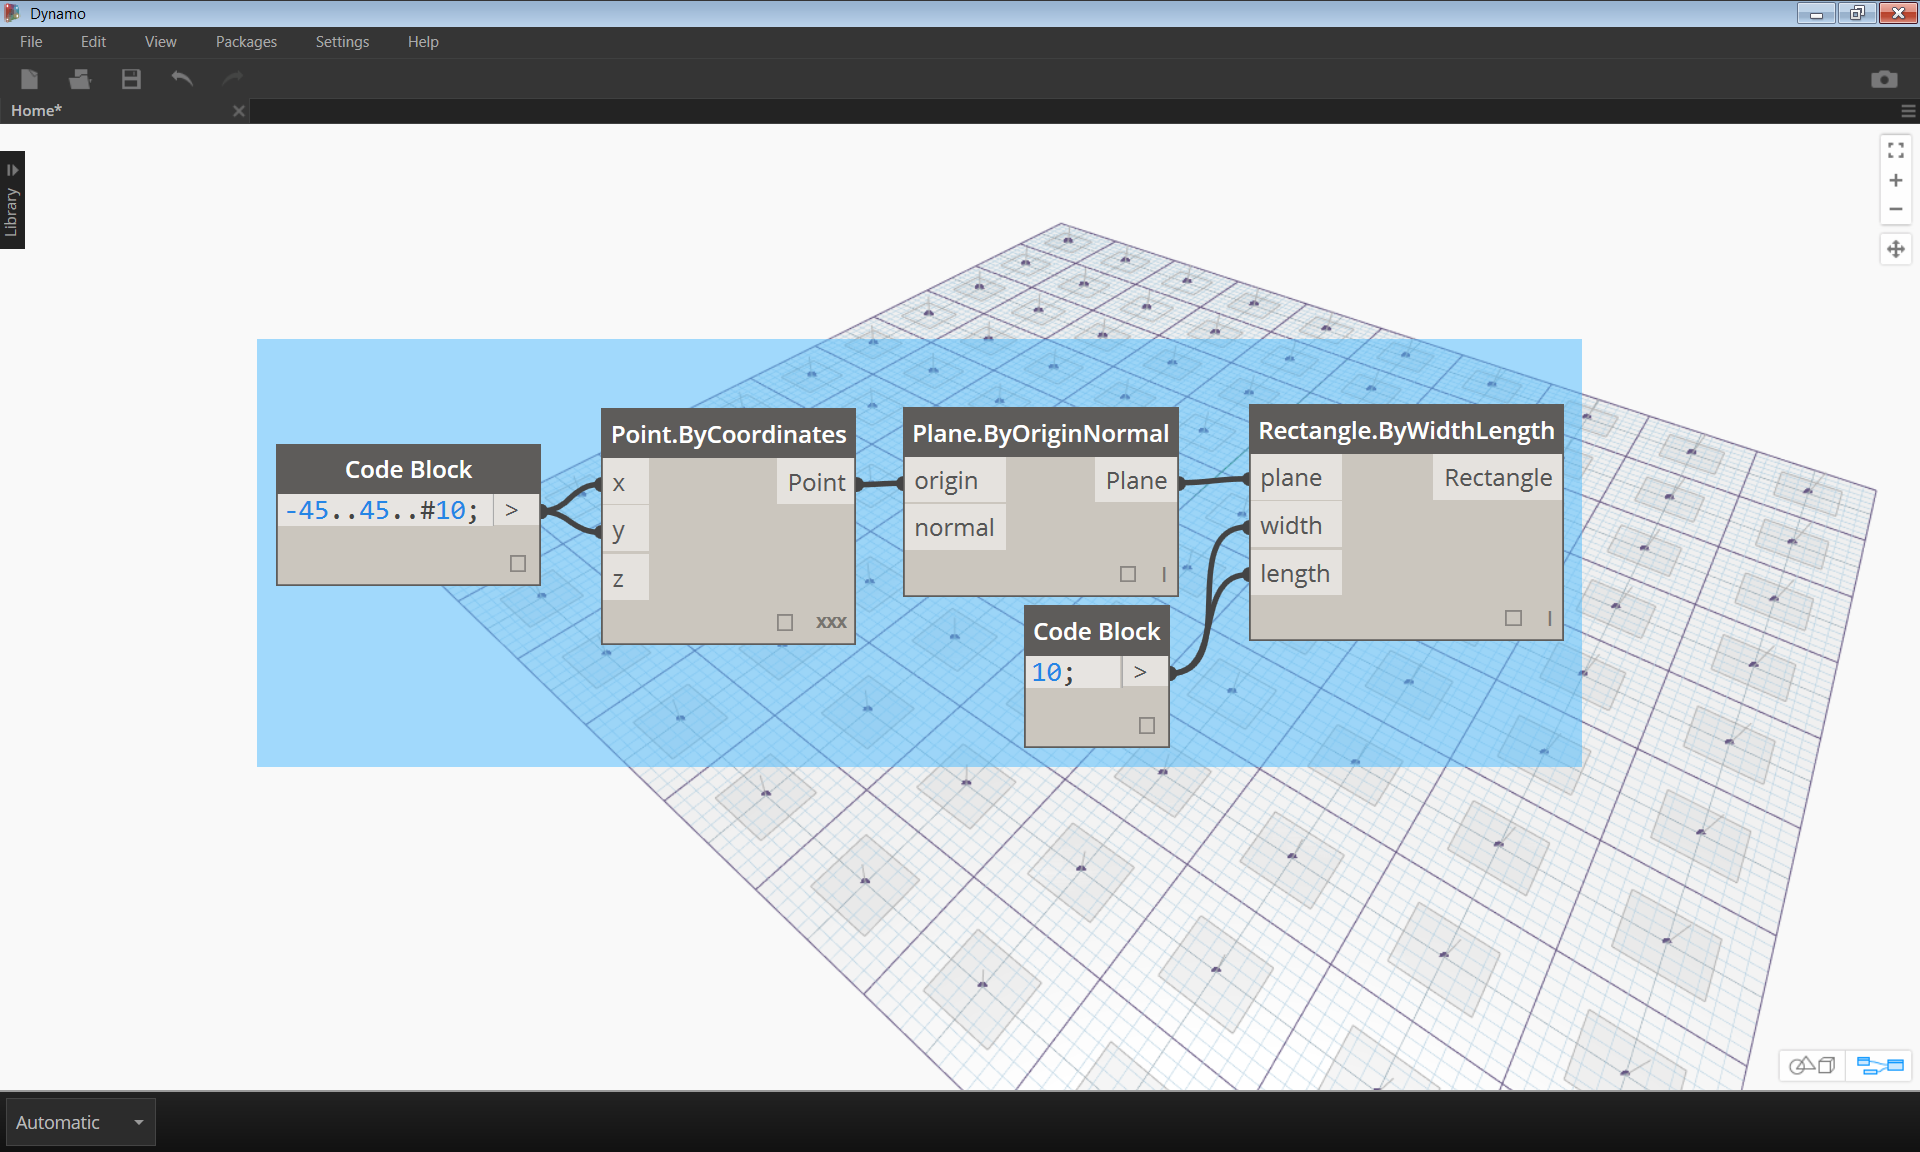 Dynamo
File Edit View Packages Settings Help
Home*
Library
Code Block
-45..45..#10; >
Point.ByCoordinates
x Point
y
z
xxx
Plane.ByOriginNormal
origin Plane
normal
I
Rectangle.ByWidthLength
plane Rectangle
width
length
I
Code Block
10; >
Automatic